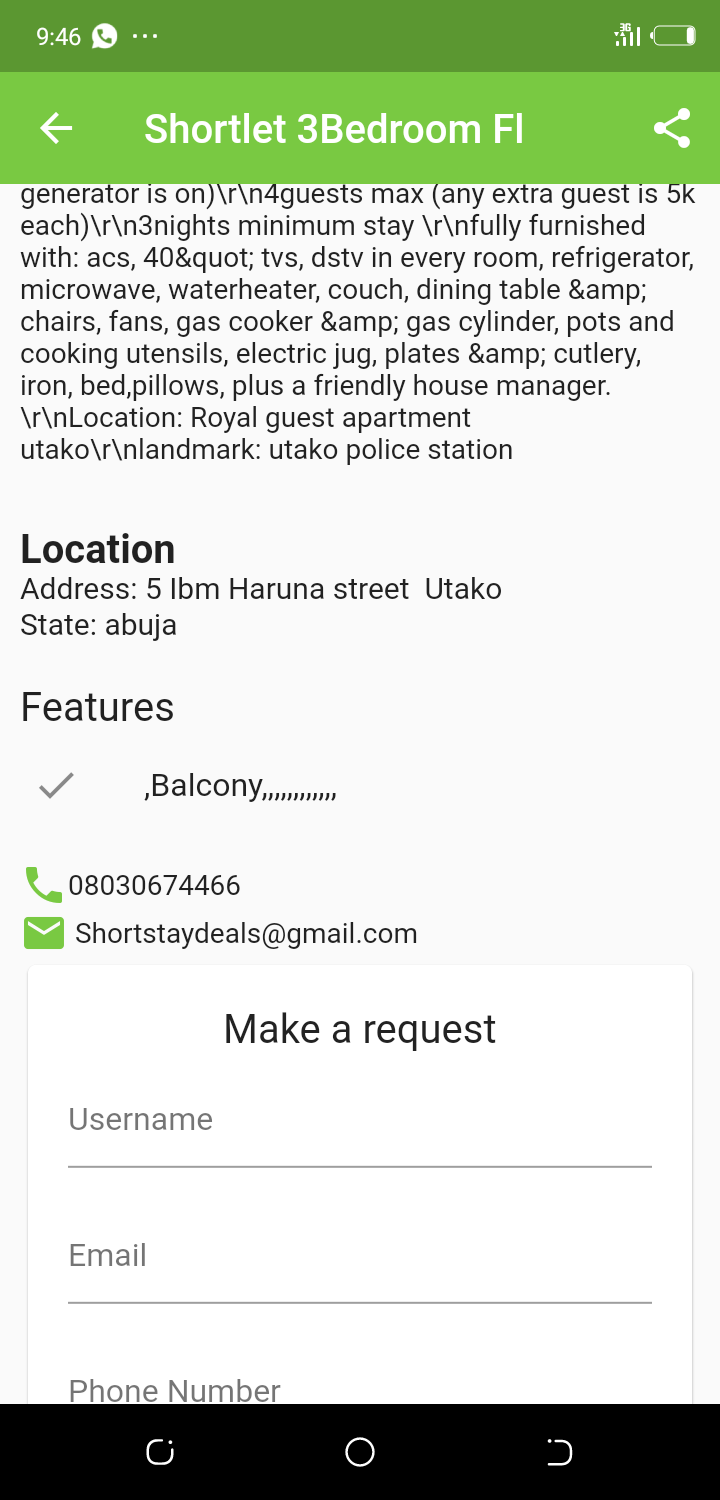 9:46
3G
Shortlet 3Bedroom Fl
generator is on)\r\n4guests max (any extra guest is 5k
each)\r\n3nights minimum stay \r\nfully furnished
with: acs, 40&quot; tvs, dstv in every room, refrigerator,
microwave, waterheater, couch, dining table &amp;
chairs, fans, gas cooker &amp; gas cylinder, pots and
cooking utensils, electric jug, plates &amp; cutlery,
iron, bed,pillows, plus a friendly house manager.
\r\nLocation: Royal guest apartment
utako\r\nlandmark: utako police station
Location
Address: 5 Ibm Haruna street  Utako
State: abuja
Features
,Balcony,,,,,,,,,,,,
08030674466
Shortstaydeals@gmail.com
Make a request
Username
Email
Phone Number